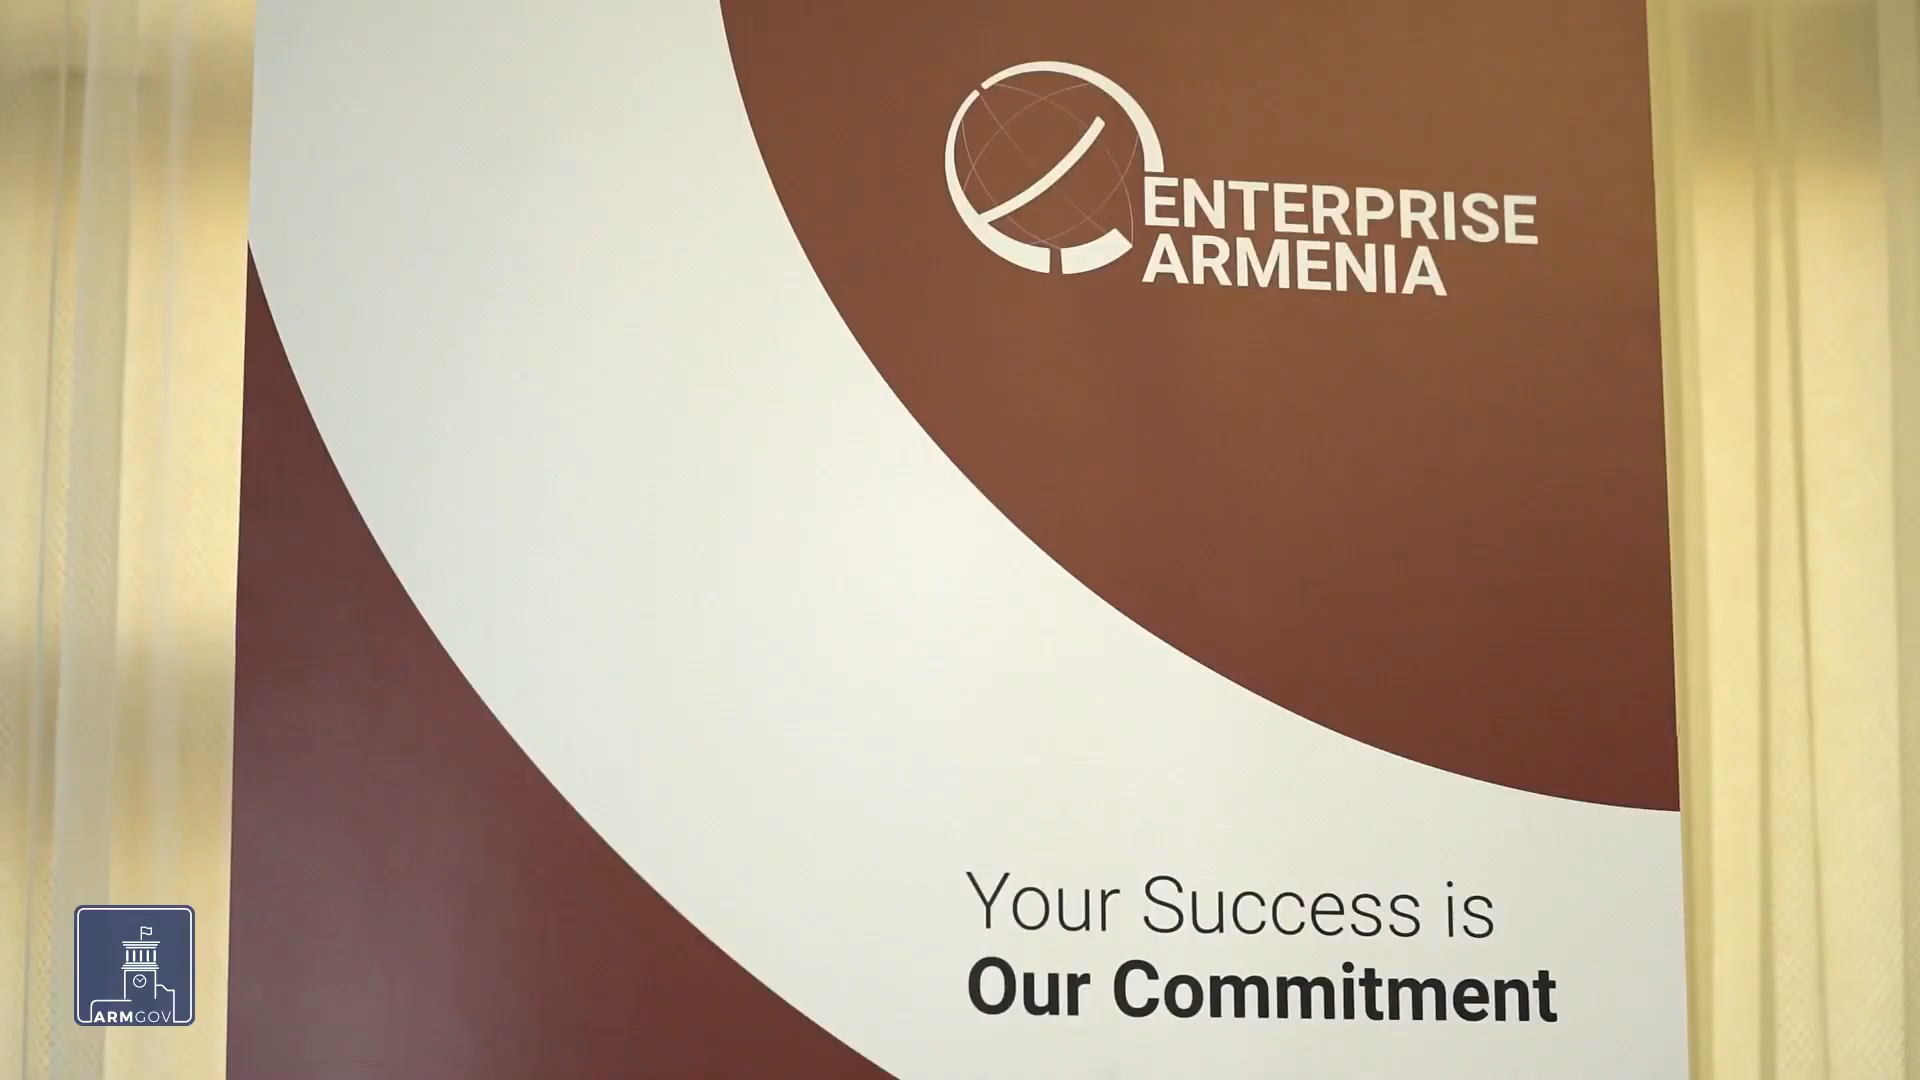 ENTERPRISE
ARMENIA
Your Success is
Our Commitment
ARMGOV